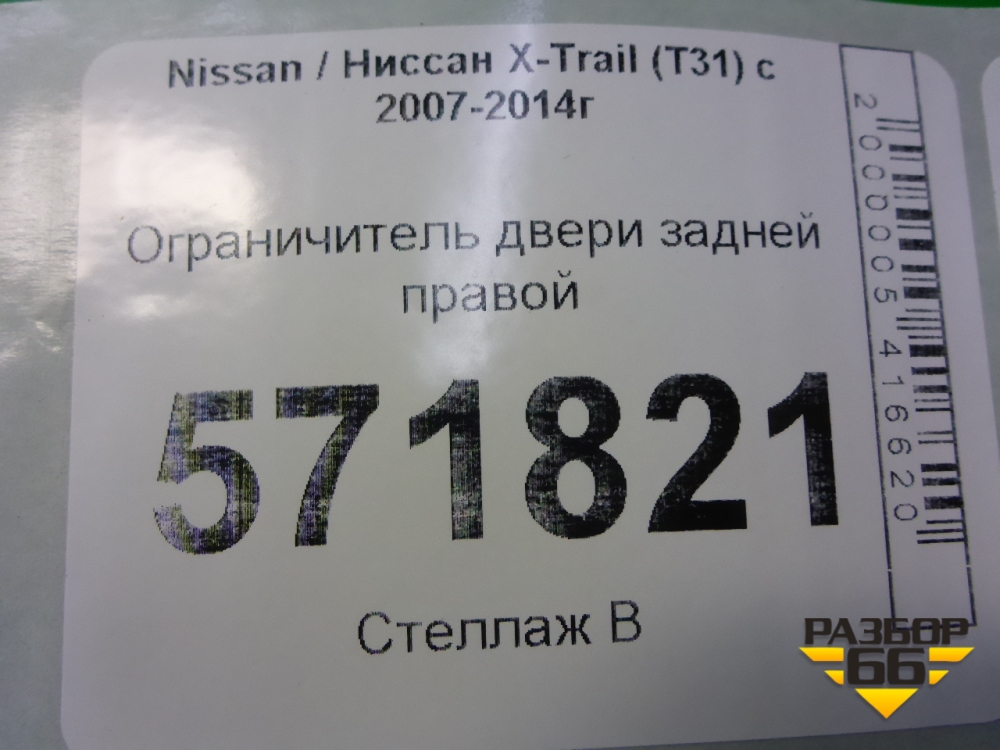 Nissan / Ниссан X-Trail (T31) с
2007-2014г
Ограничитель двери задней
правой
571821
Стеллаж В
2000005416620
РАЗБОР
66